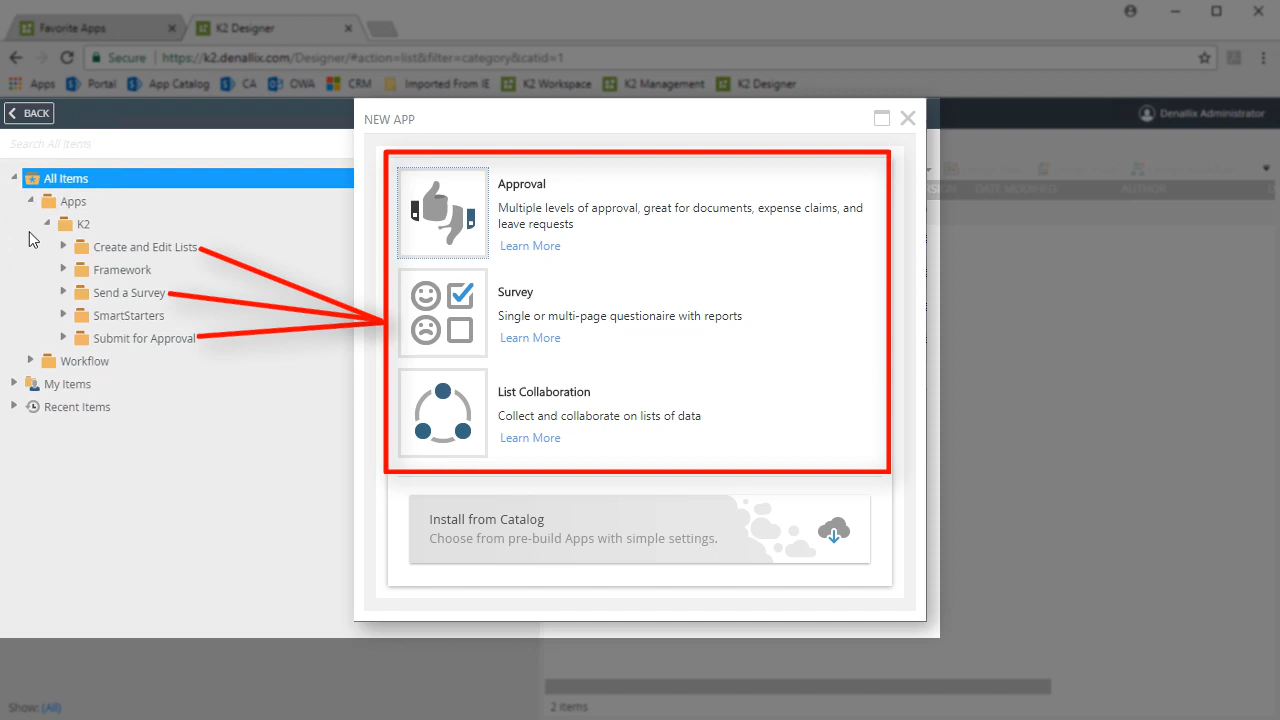 Favorite Apps
K2 Designer
Secure https://k2.denallix.com/Designer/#action=list&filter=category&catid=1
Apps Portal App Catalog CA OWA CRM Imported From IE K2 Workspace K2 Management K2 Designer
BACK
Denallix Administrator
Search All Items
All Items
Apps
K2
Create and Edit Lists
Framework
Send a Survey
SmartStarters
Submit for Approval
Workflow
My Items
Recent Items
NEW APP
Approval
Multiple levels of approval, great for documents, expense claims, and
leave requests
Learn More
Survey
Single or multi-page questionaire with reports
Learn More
List Collaboration
Collect and collaborate on lists of data
Learn More
Install from Catalog
Choose from pre-build Apps with simple settings.
DATE MODIFIED AUTHOR
Show: (All)
2 items